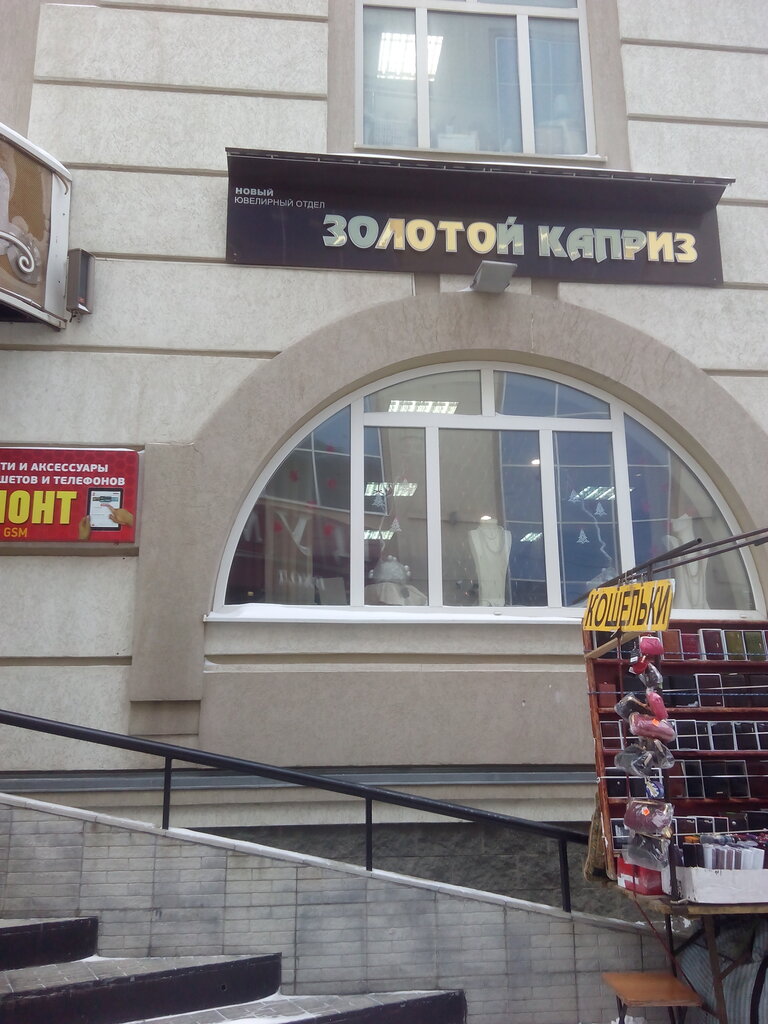 НОВЫЙ
ЮВЕЛИРНЫЙ ОТДЕЛ
ЗОЛОТОЙ КАПРИЗ
ТИ И АКСЕССУАРЫ
ШЕТОВ И ТЕЛЕФОНОВ
ОНТ
GSM
КОШЕЛЬКИ